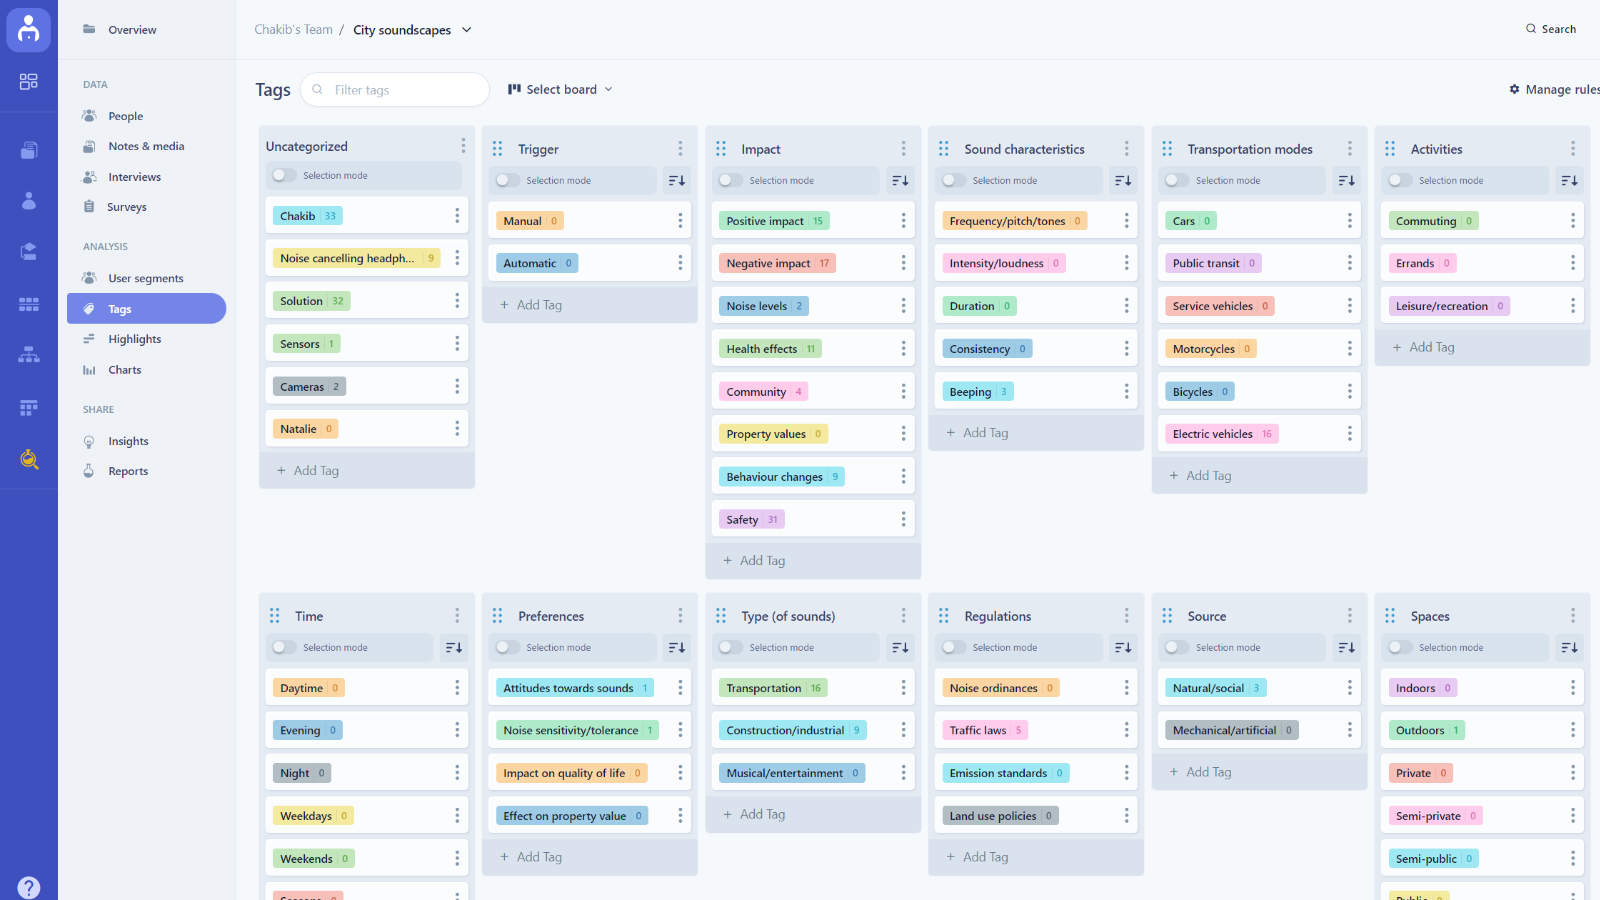 Overview
Chakib's Team / City soundscapes
Search
DATA
People
Notes & media
Interviews
Surveys
ANALYSIS
User segments
Tags
Highlights
Charts
SHARE
Insights
Reports
?
Tags
Filter tags
Select board
Manage rules
Uncategorized
Selection mode
Chakib 33
Noise cancelling headph... 9
Solution 32
Sensors 1
Cameras 2
Natalie 0
+ Add Tag
Trigger
Selection mode
Manual 0
Automatic 0
+ Add Tag
Impact
Selection mode
Positive impact 15
Negative impact 17
Noise levels 2
Health effects 11
Community 4
Property values 0
Behaviour changes 9
Safety 31
+ Add Tag
Sound characteristics
Selection mode
Frequency/pitch/tones 0
Intensity/loudness 0
Duration 0
Consistency 0
Beeping 3
+ Add Tag
Transportation modes
Selection mode
Cars 0
Public transit 0
Service vehicles 0
Motorcycles 0
Bicycles 0
Electric vehicles 16
+ Add Tag
Activities
Selection mode
Commuting 0
Errands 0
Leisure/recreation 0
+ Add Tag
Time
Selection mode
Daytime 0
Evening 0
Night 0
Weekdays 0
Weekends 0
Seasons 0
Preferences
Selection mode
Attitudes towards sounds 1
Noise sensitivity/tolerance 1
Impact on quality of life 0
Effect on property value 0
+ Add Tag
Type (of sounds)
Selection mode
Transportation 16
Construction/industrial 9
Musical/entertainment 0
+ Add Tag
Regulations
Selection mode
Noise ordinances 0
Traffic laws 5
Emission standards 0
Land use policies 0
+ Add Tag
Source
Selection mode
Natural/social 3
Mechanical/artificial 0
+ Add Tag
Spaces
Selection mode
Indoors 0
Outdoors 1
Private 0
Semi-private 0
Semi-public 0
Public 0